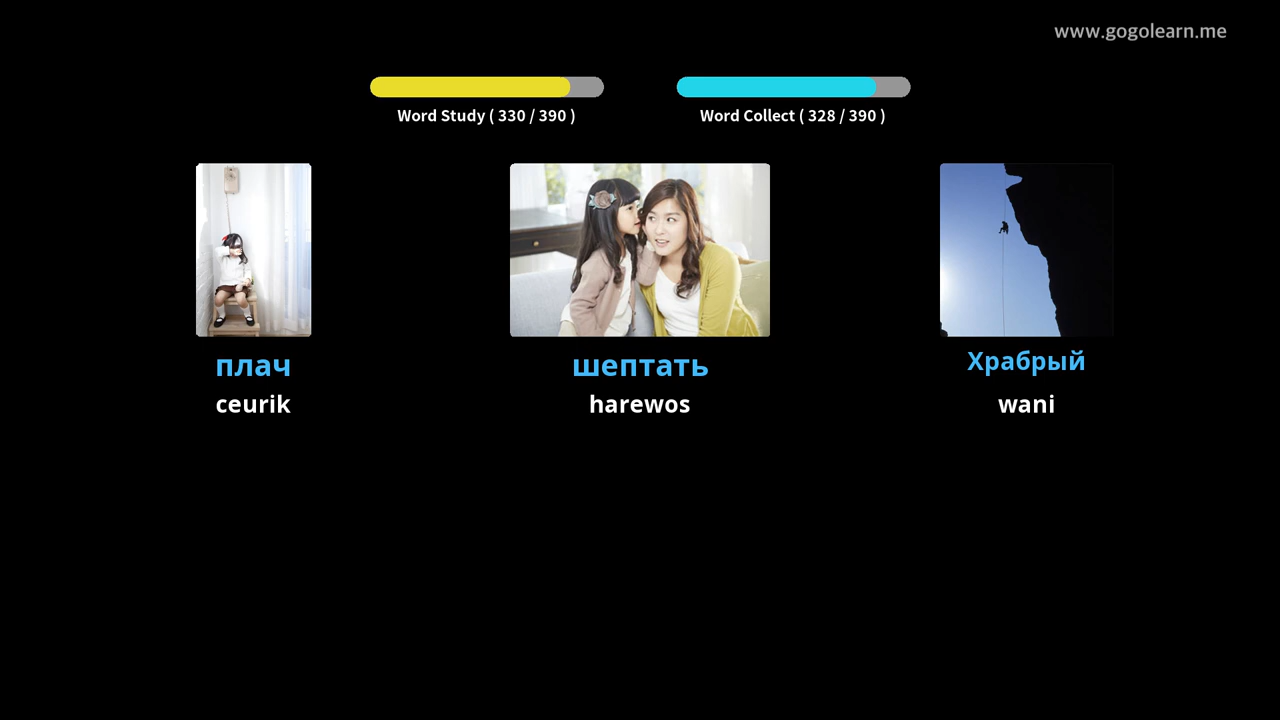 www.gogolearn.me
Word Study ( 330 / 390 )
Word Collect ( 328 / 390 )
плач
шептать
Храбрый
ceurik
harewos
wani